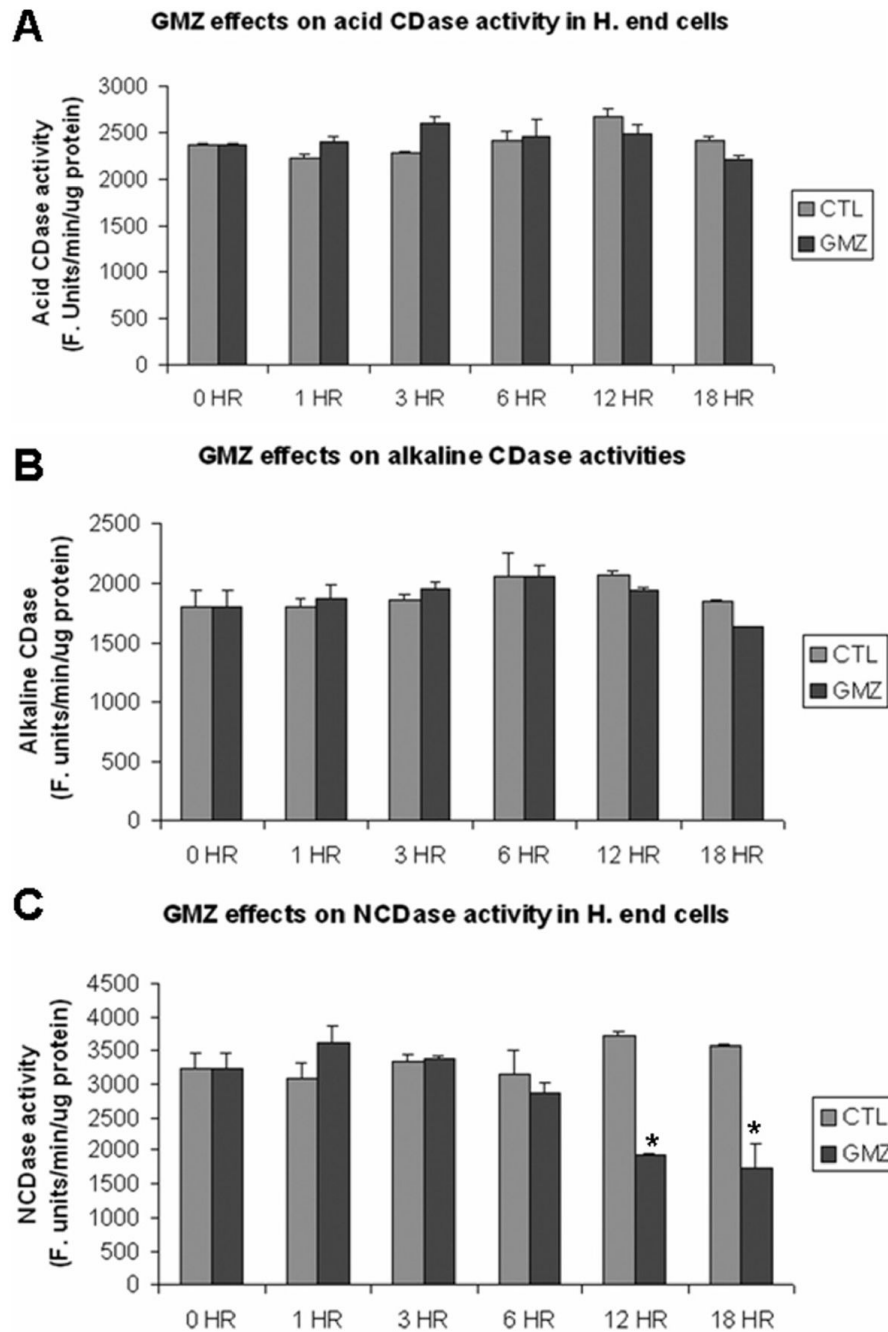 A
GMZ effects on acid CDase activity in H. end cells
Acid CDase activity
(F. Units/min/ug protein)
3000
2500
2000
1500
1000
500
0
0 HR 1 HR 3 HR 6 HR 12 HR 18 HR
CTL
GMZ
B
GMZ effects on alkaline CDase activities
Alkaline CDase
(F. units/min/ug protein)
2500
2000
1500
1000
500
0
0 HR 1 HR 3 HR 6 HR 12 HR 18 HR
CTL
GMZ
C
GMZ effects on NCDase activity in H. end cells
NCDase activity
(F. units/min/ug protein)
4500
4000
3500
3000
2500
2000
1500
1000
500
0
* *
0 HR 1 HR 3 HR 6 HR 12 HR 18 HR
CTL
GMZ